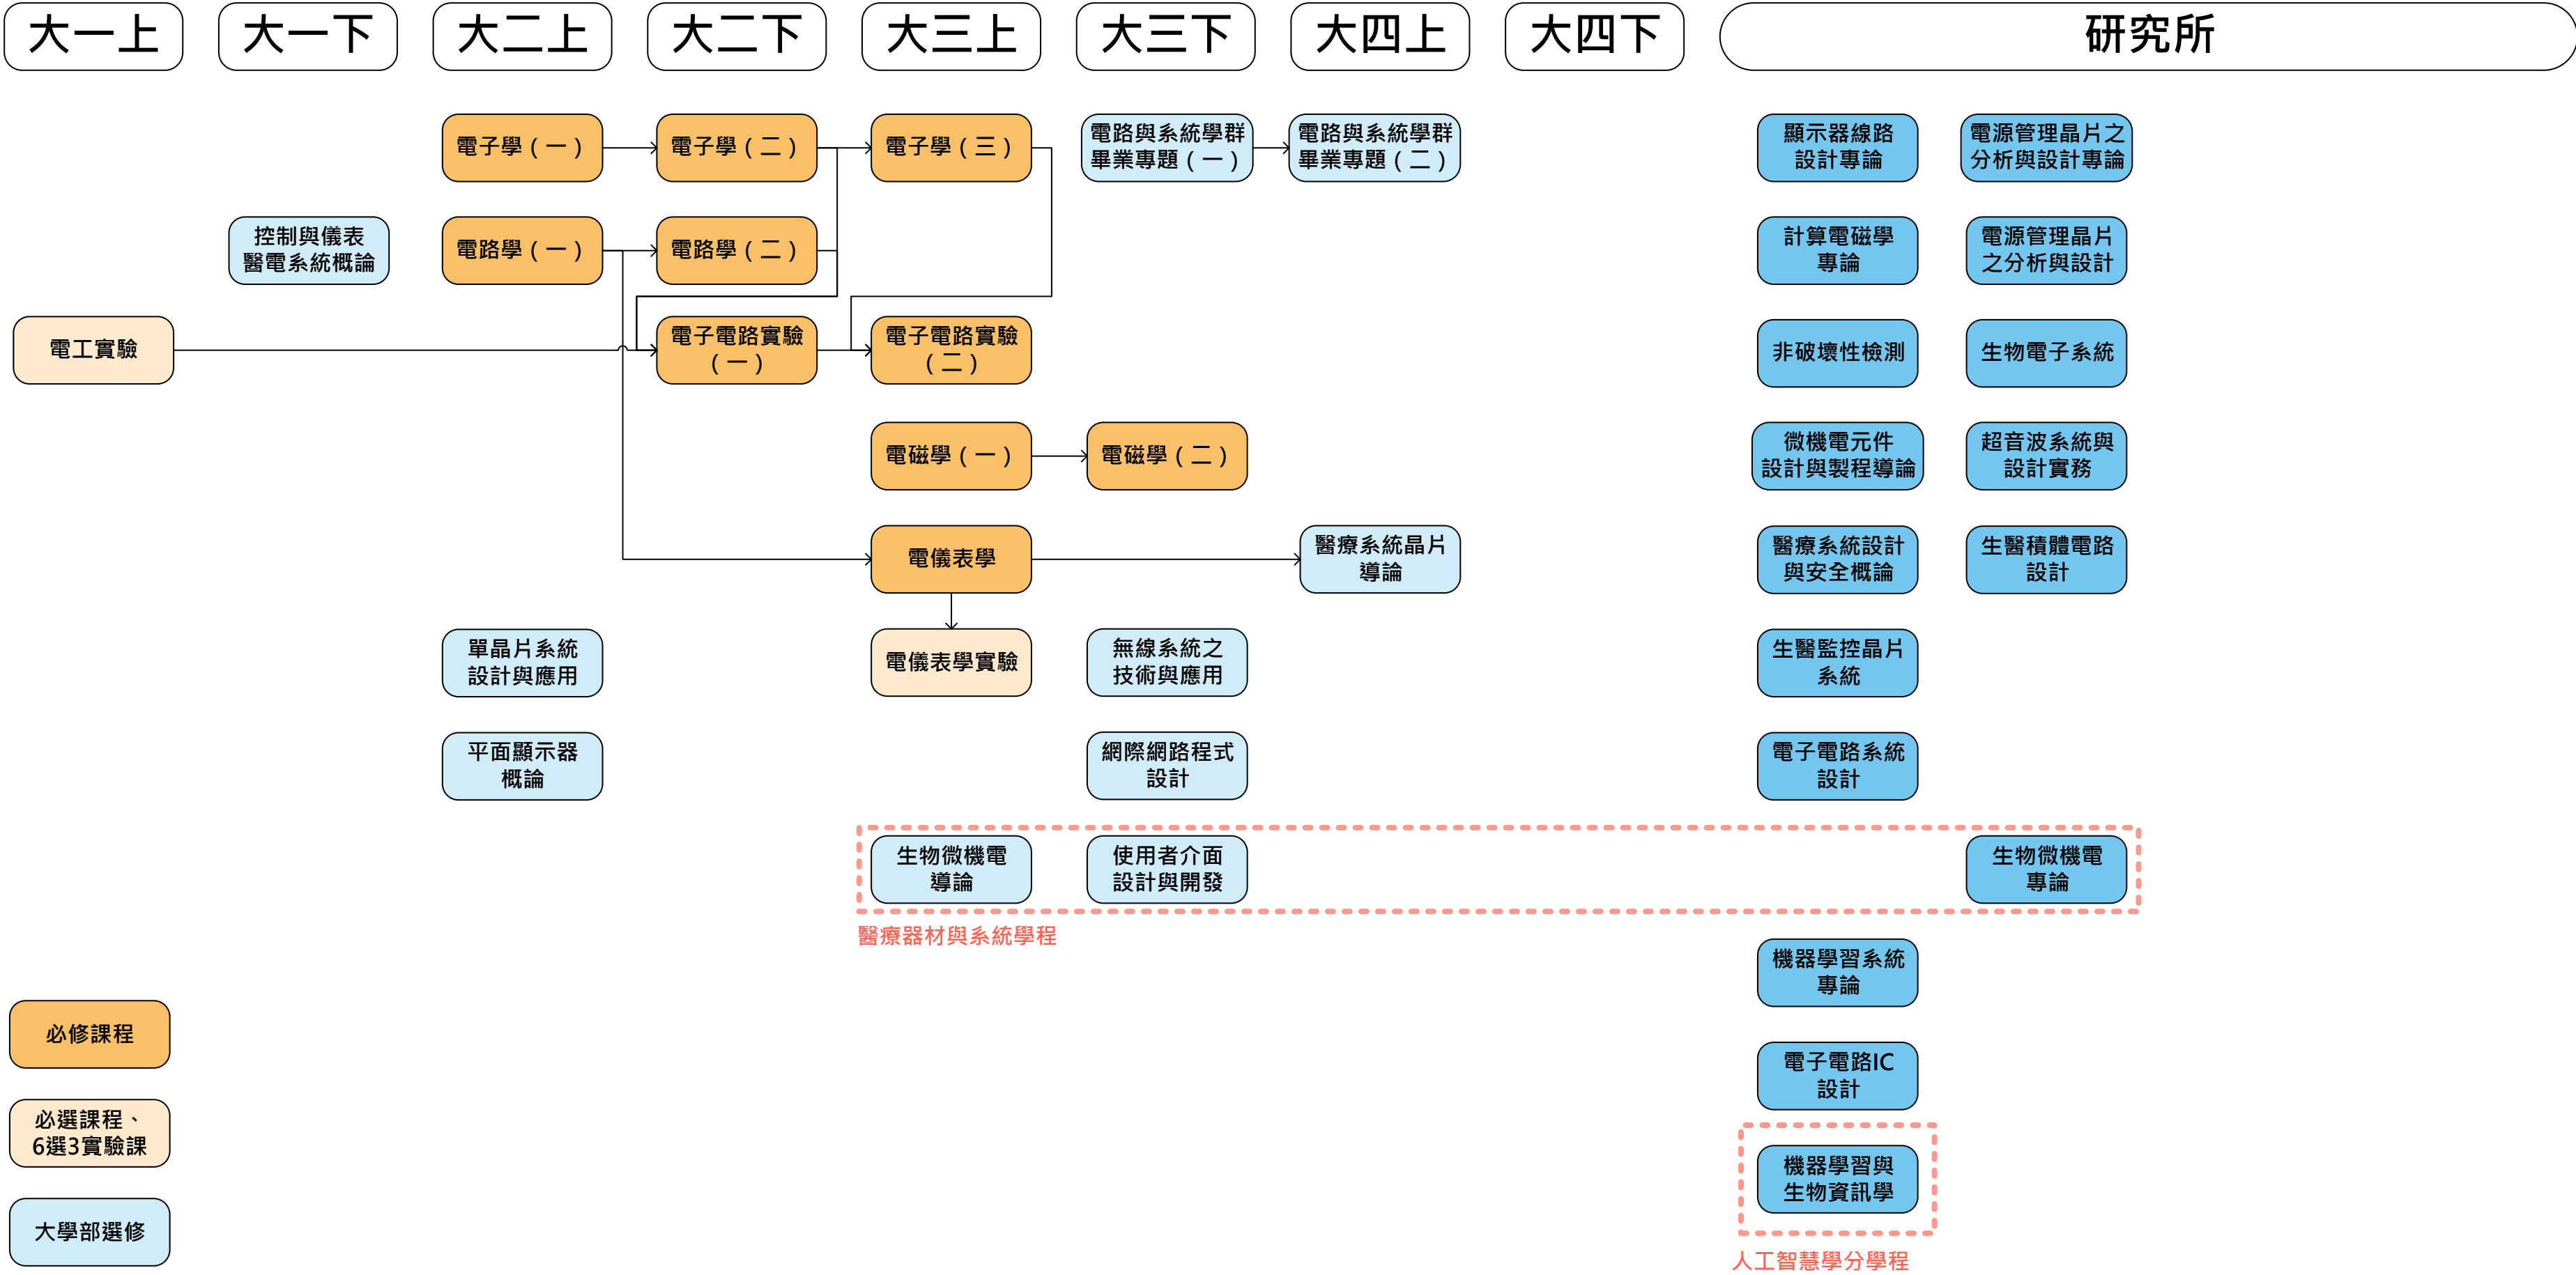 大一上
大一下
大二上
大二下
大三上
大三下
大四上
大四下
研究所
電子學（一）
電子學（二）
電子學（三）
電路與系統學群
畢業專題（一）
電路與系統學群
畢業專題（二）
顯示器線路
設計專論
電源管理晶片之
分析與設計專論
控制與儀表
醫電系統概論
電路學（一）
電路學（二）
計算電磁學
專論
電源管理晶片
之分析與設計
電工實驗
電子電路實驗
（一）
電子電路實驗
（二）
非破壞性檢測
生物電子系統
電磁學（一）
電磁學（二）
微機電元件
設計與製程導論
超音波系統與
設計實務
電儀表學
醫療系統晶片
導論
醫療系統設計
與安全概論
生醫積體電路
設計
單晶片系統
設計與應用
電儀表學實驗
無線系統之
技術與應用
生醫監控晶片
系統
平面顯示器
概論
網際網路程式
設計
電子電路系統
設計
生物微機電
導論
使用者介面
設計與開發
生物微機電
專論
醫療器材與系統學程
機器學習系統
專論
必修課程
電子電路IC
設計
必選課程、
6選3實驗課
機器學習與
生物資訊學
大學部選修
人工智慧學分學程